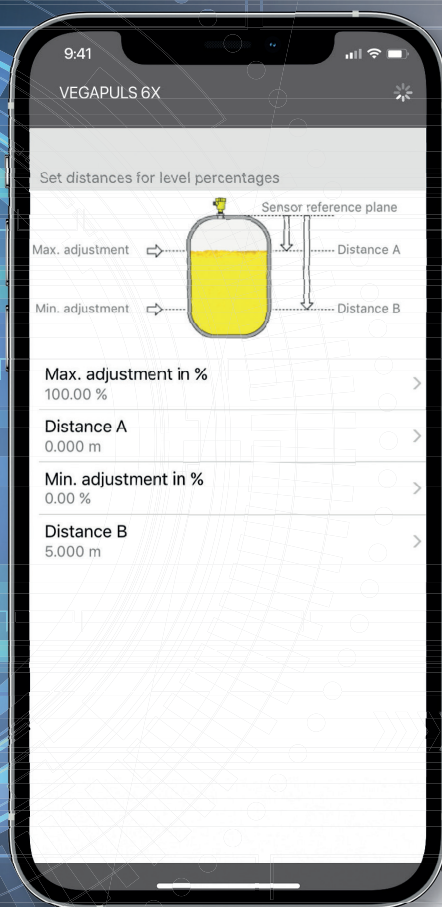 9:41
VEGAPULS 6X
Set distances for level percentages
Sensor reference plane
Max. adjustment
Distance A
Min. adjustment
Distance B
Max. adjustment in %
100.00 %
Distance A
0.000 m
Min. adjustment in %
0.00 %
Distance B
5.000 m